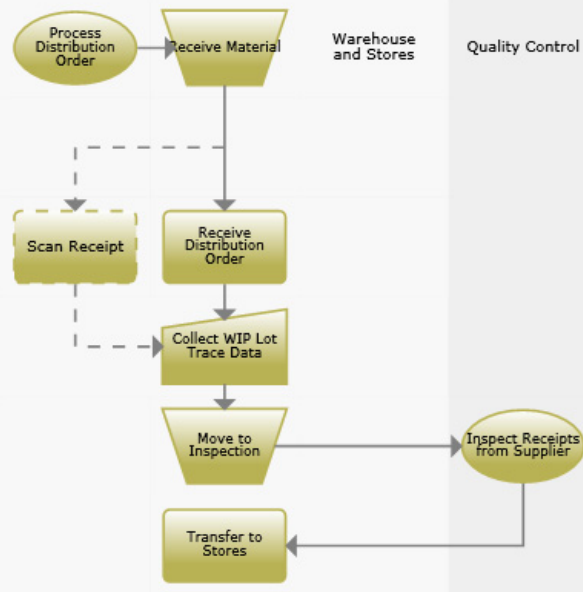 Process
Distribution
Order
Receive Material
Warehouse
and Stores
Quality Control
Scan Receipt
Receive
Distribution
Order
Collect WIP Lot
Trace Data
Move to
Inspection
Inspect Receipts
from Supplier
Transfer to
Stores